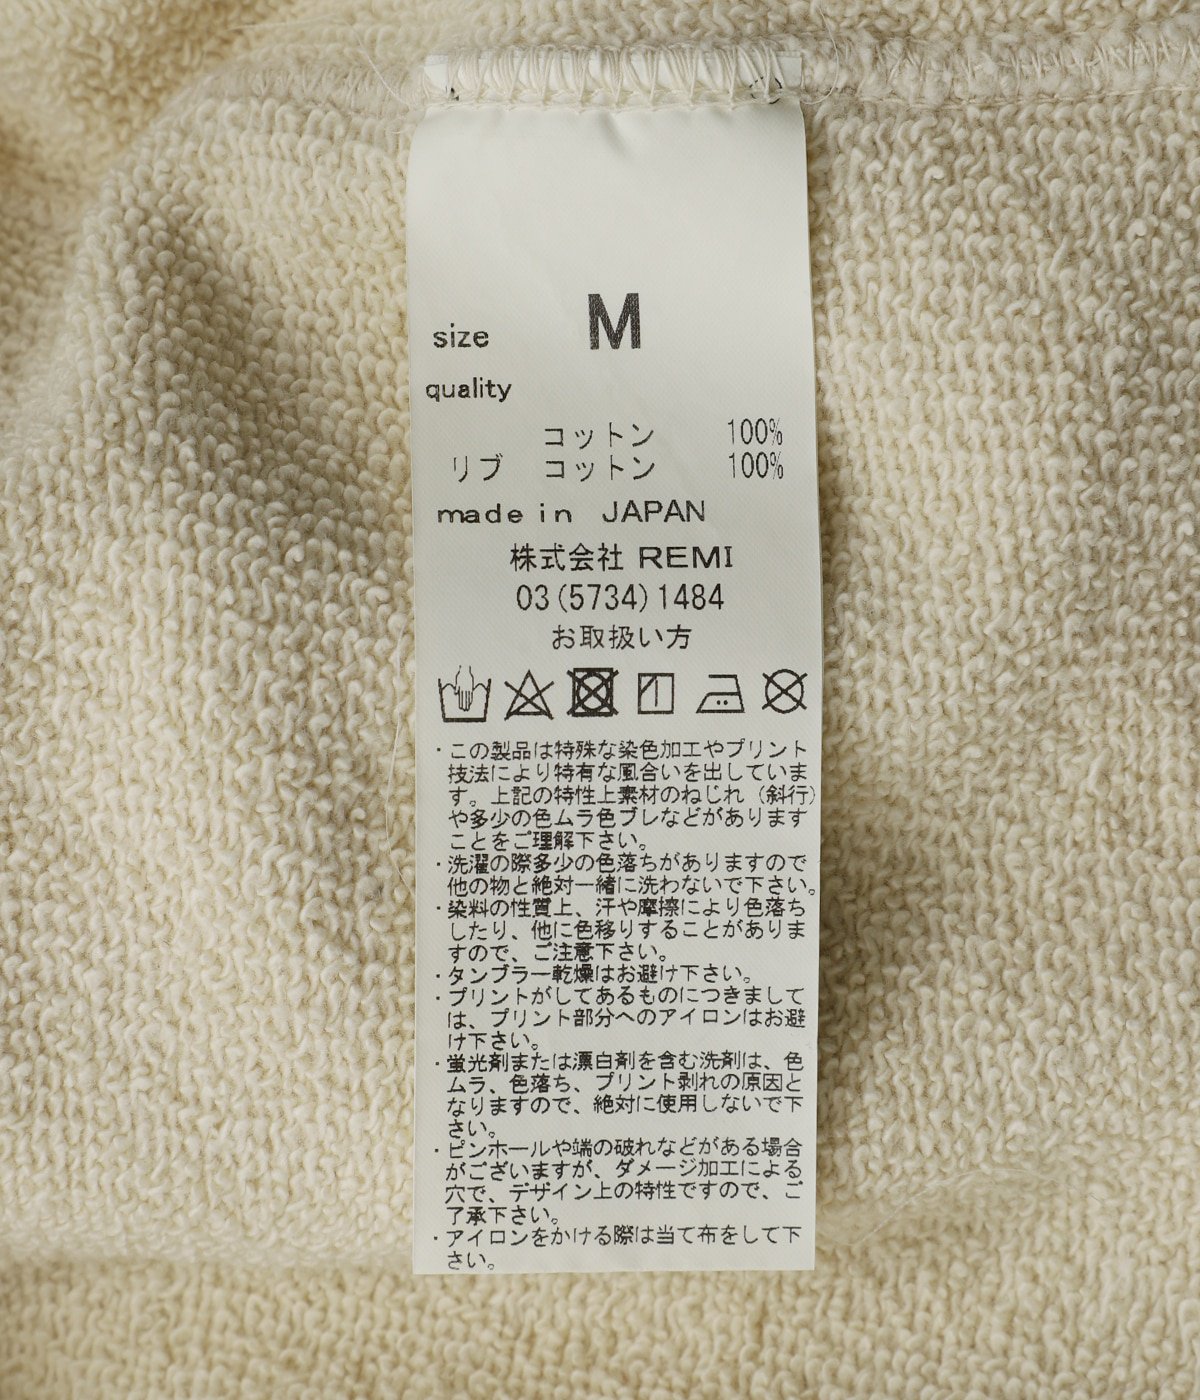 size M
quality
コットン 100%
リブ コットン 100%
made in JAPAN
株式会社 REMI
03(5734)1484
お取扱い方
・この製品は特殊な染色加工やプリント
技法により特有な風合いを出していま
す。上記の特性上素材のねじれ(斜行)
や多少の色ムラ色ブレなどがあります
ことをご理解下さい。
・洗濯の際多少の色落ちがありますので
他の物と絶対一緒に洗わないで下さい。
・染料の性質上、汗や摩擦により色落ち
したり、他に色移りすることがありま
すので、ご注意下さい。
・タンブラー乾燥はお避け下さい。
・プリントがしてあるものにつきまして
は、プリント部分へのアイロンはお避
け下さい。
・蛍光剤または漂白剤を含む洗剤は、色
ムラ、色落ち、プリント剥れの原因と
なりますので、絶対に使用しないで下
さい。
・ピンホールや端の破れなどがある場合
がございますが、ダメージ加工による
穴で、デザイン上の特性ですので、ご
了承下さい。
・アイロンをかける際は当て布をして下
さい。